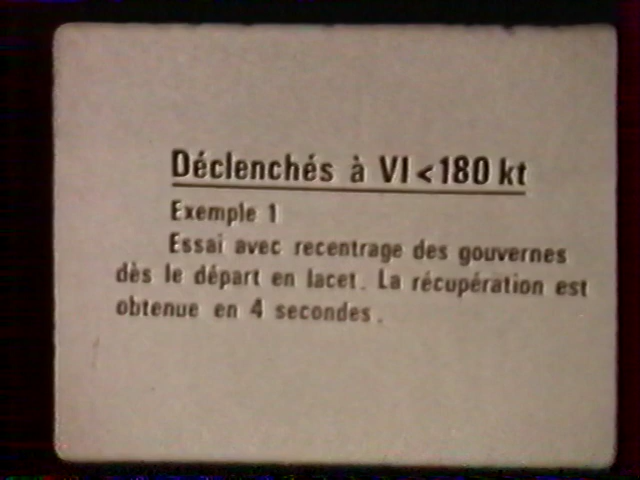 Déclenchés à VI < 180 kt
Exemple 1
Essai avec recentrage des gouvernes
dès le départ en lacet. La récupération est
obtenue en 4 secondes.